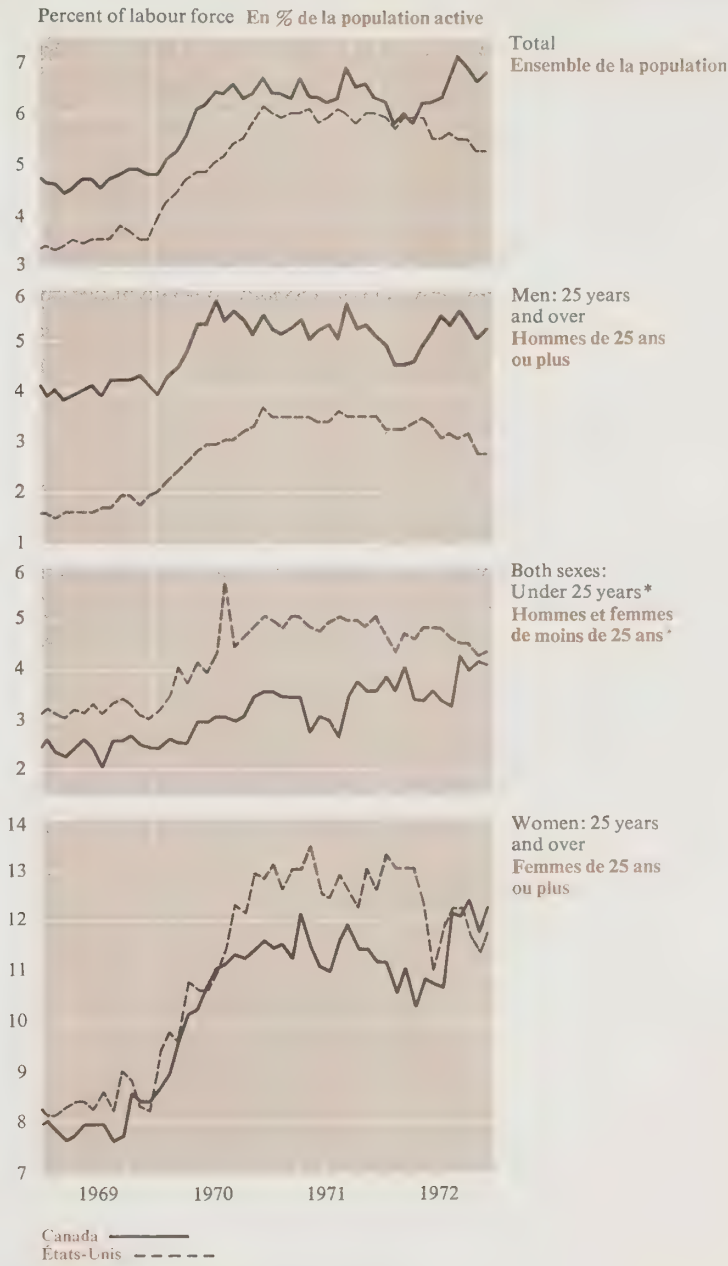 Percent of labour force En % de la population active
Total
Ensemble de la population
7
6
5
4
3
Men: 25 years
and over
Hommes de 25 ans
ou plus
6
5
4
3
2
1
Both sexes:
Under 25 years*
Hommes et femmes
de moins de 25 ans*
6
5
4
3
2
Women: 25 years
and over
Femmes de 25 ans
ou plus
14
13
12
11
10
9
8
7
1969 1970 1971 1972
Canada
États-Unis